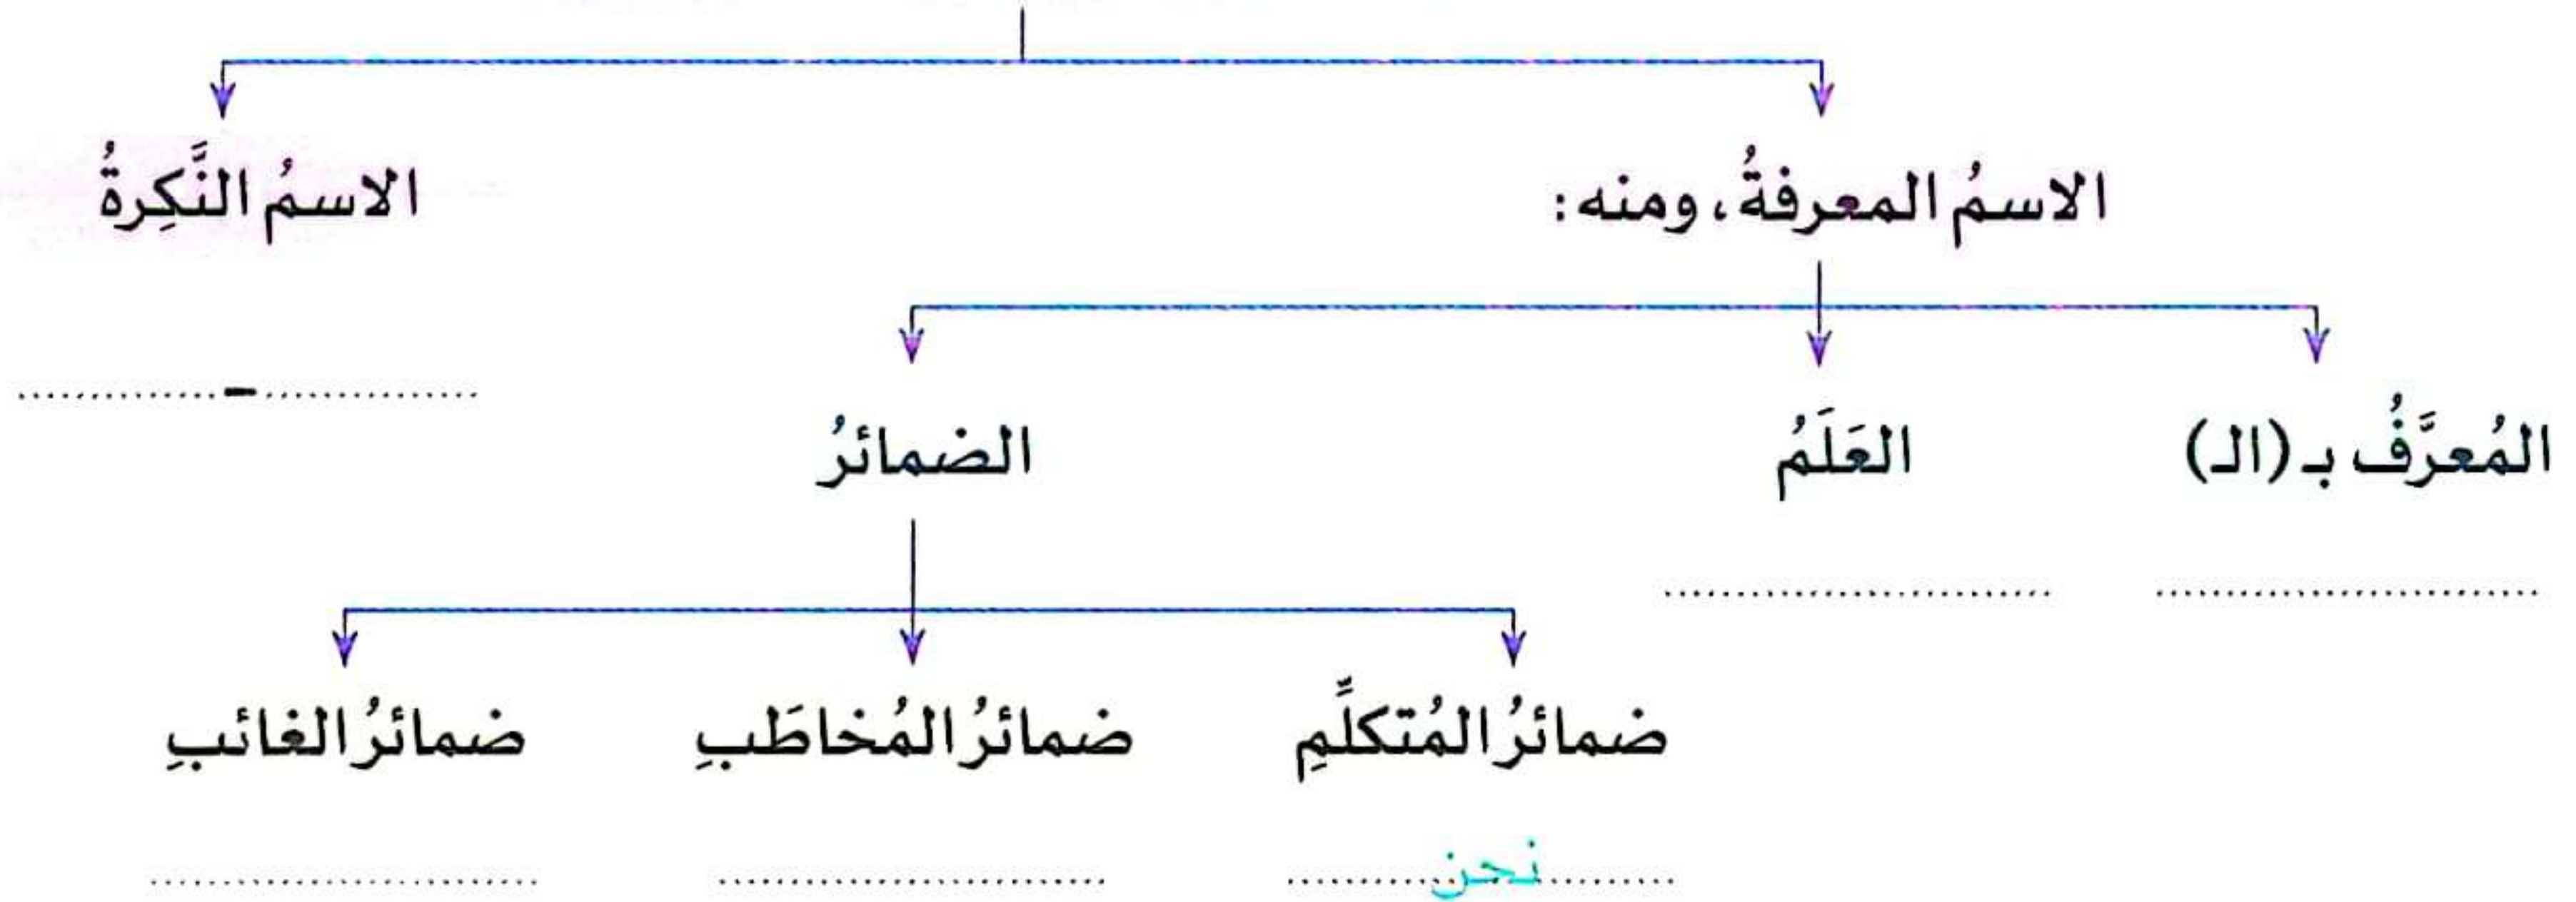 الاسمُ المعرفةُ، ومنه:
الاسمُ النَّكِرةُ
المُعرَّفُ بـ (الـ)
العَلَمُ
الضمائرُ
–
ضمائرُ المُتكلِّمِ
ضمائرُ المُخاطَبِ
ضمائرُ الغائبِ
نحن